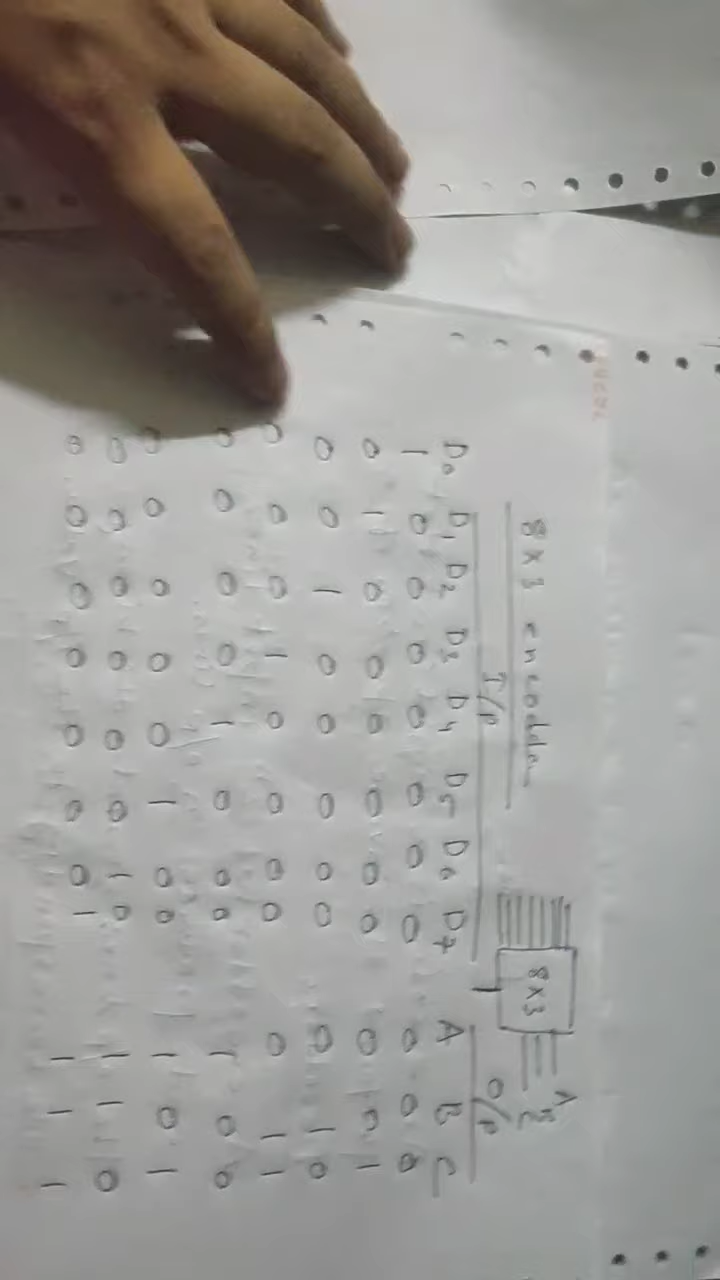 8x3 encoder
8x3
A B C
I/P O/P
D0 D1 D2 D3 D4 D5 D6 D7 A B C
1 0 0 0 0 0 0 0 0 0 0
0 1 0 0 0 0 0 0 0 0 1
0 0 1 0 0 0 0 0 0 1 0
0 0 0 1 0 0 0 0 0 1 1
0 0 0 0 1 0 0 0 1 0 0
0 0 0 0 0 1 0 0 1 0 1
0 0 0 0 0 0 1 0 1 1 0
0 0 0 0 0 0 0 1 1 1 1